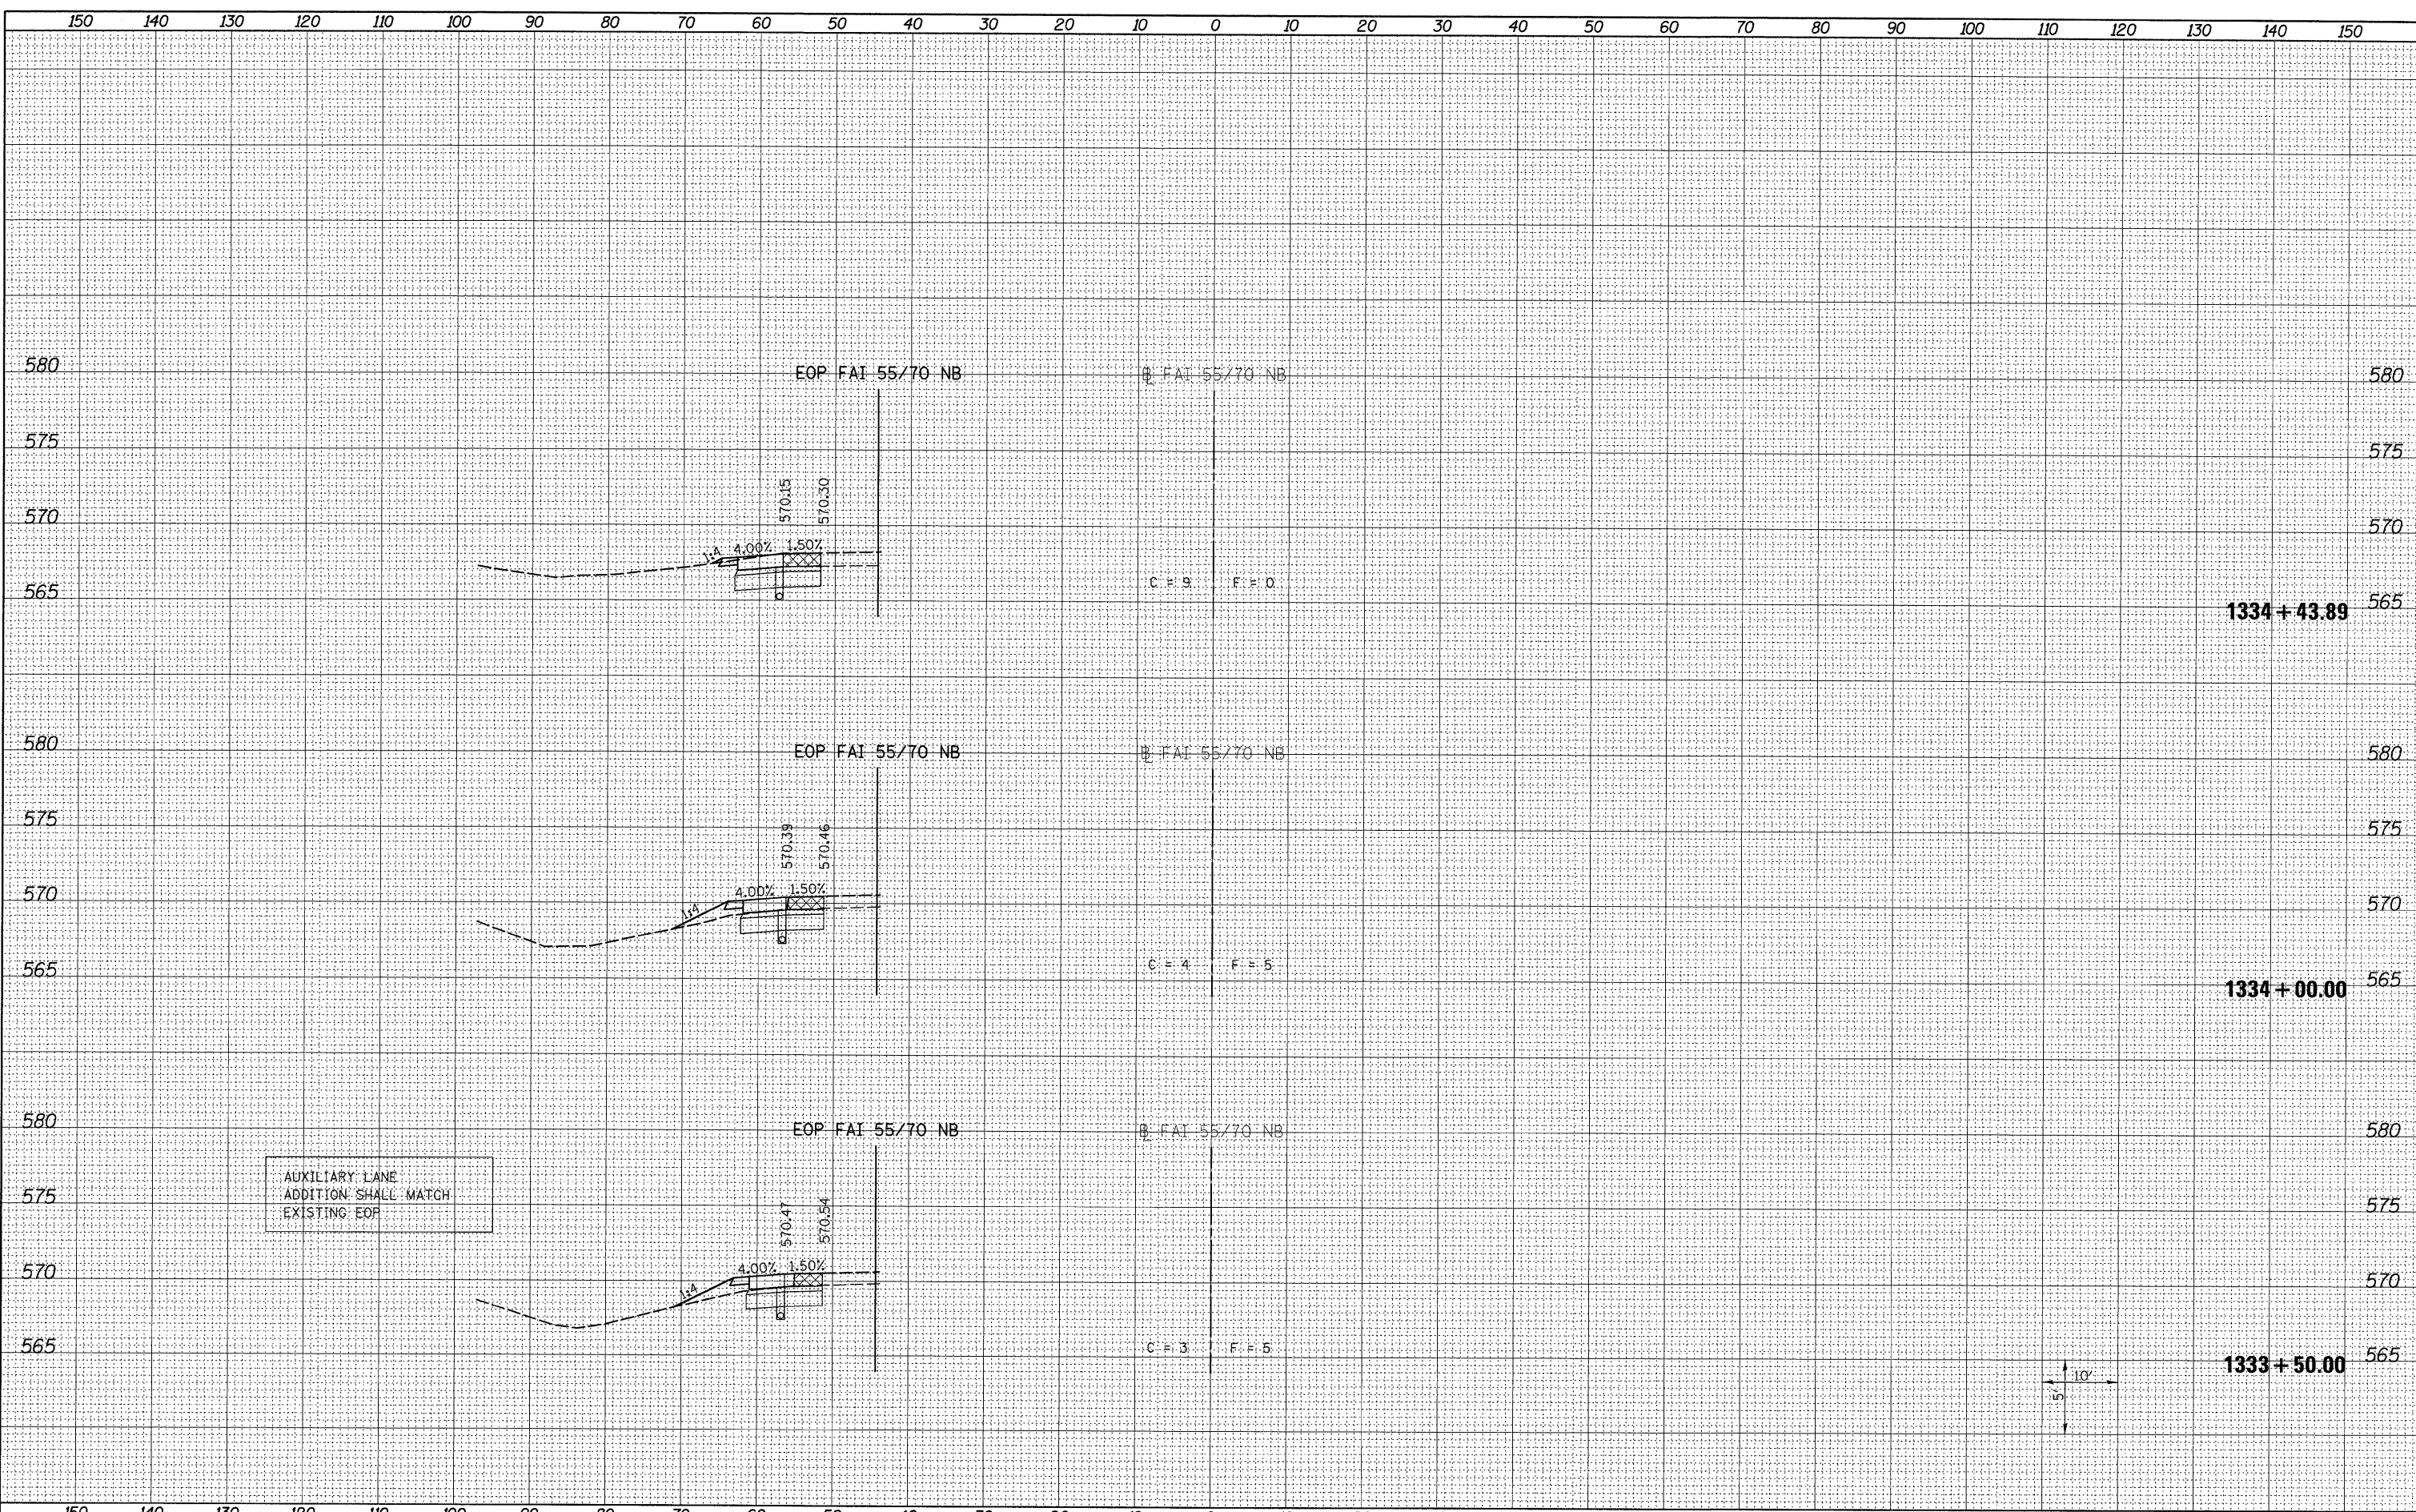 150 140 130 120 110 100 90 80 70 60 50 40 30 20 10 0 10 20 30 40 50 60 70 80 90 100 110 120 130 140 150
580 EOP FAI 55/70 NB ℄ FAI 55/70 NB 580
575 575
570.15 570.30
570 570
1:4 4.00% 1.50%
C = 9 F = 0
565 565
1334+43.89
580 EOP FAI 55/70 NB ℄ FAI 55/70 NB 580
575 575
570.39 570.46
570 570
1:4 4.00% 1.50%
C = 4 F = 5
565 565
1334+00.00
580 EOP FAI 55/70 NB ℄ FAI 55/70 NB 580
AUXILIARY LANE
ADDITION SHALL MATCH
EXISTING EOP
575 575
570.47 570.54
570 570
1:4 4.00% 1.50%
C = 3 F = 5
565 565
1333+50.00
10'
5'